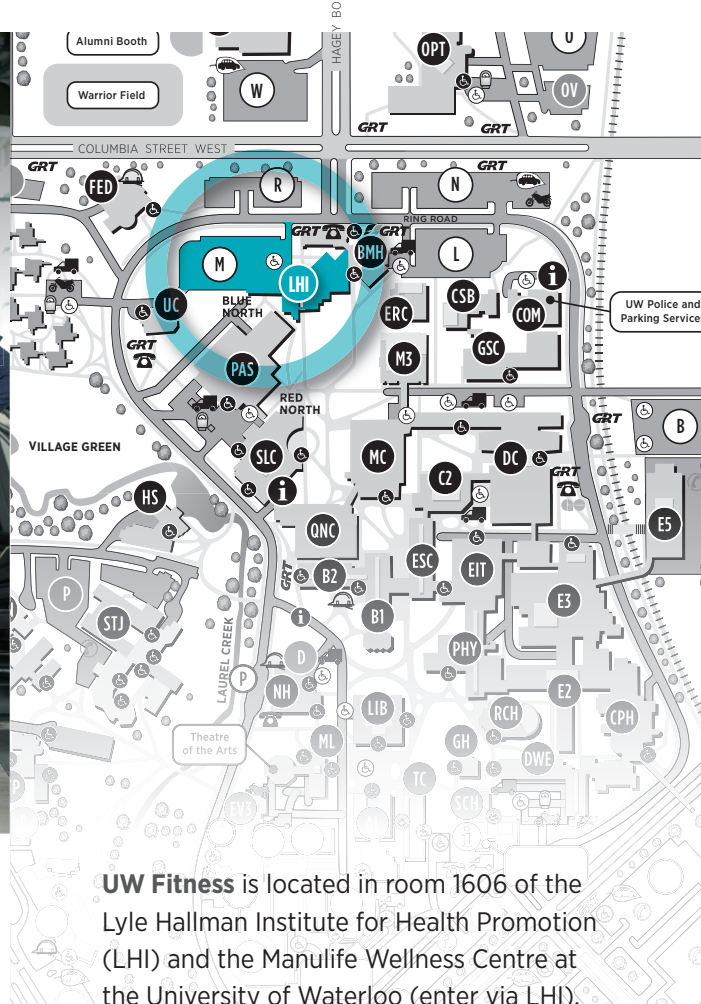 HAGEY BO
Alumni Booth
OPT
U
Warrior Field
W
OV
GRT
GRT
COLUMBIA STREET WEST
GRT
GRT
FED
R
N
RING ROAD
GRT
GRT
BMH
L
M
LHI
i
UC
BLUE
NORTH
ERC
CSB
COM
UW Police and
Parking Services
GRT
PAS
M3
GSC
RED
NORTH
GRT
B
VILLAGE GREEN
SLC
MC
DC
C2
GRT
i
HS
QNC
E5
ESC
EIT
GRT
B2
P
B1
E3
STJ
i
LAUREL CREEK
D
PHY
P
NH
E2
LIB
RCH
CPH
Theatre
of the Arts
ML
GH
DWE
TC
EV3
SCH
AL
i
UW Fitness is located in room 1606 of the
Lyle Hallman Institute for Health Promotion
(LHI) and the Manulife Wellness Centre at
the University of Waterloo (enter via LHI).